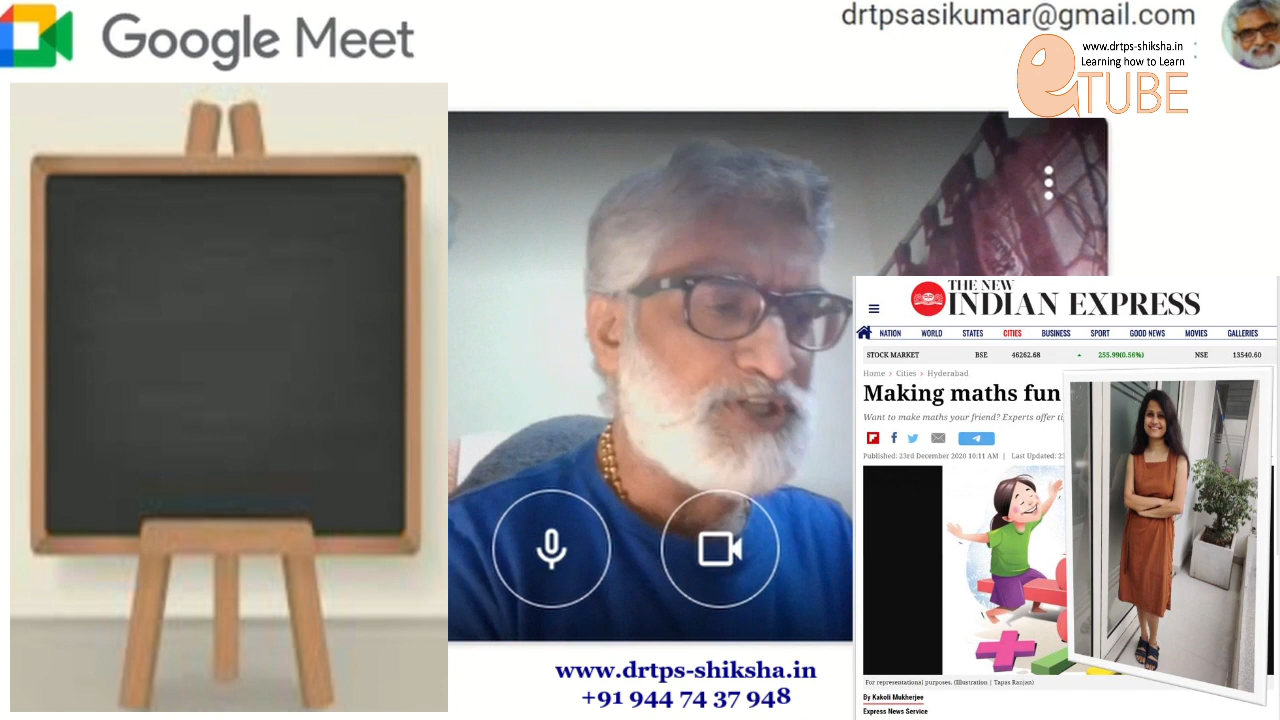 Google Meet
drtpsasikumar@gmail.com
www.drtps-shiksha.in
Learning how to Learn
eTUBE
www.drtps-shiksha.in
+91 944 74 37 948
THE NEW
INDIAN EXPRESS
NATION WORLD STATES CITIES BUSINESS SPORT GOOD NEWS MOVIES GALLERIES
STOCK MARKET BSE 46262.68 255.99(0.56%) NSE 13540.60
Home > Cities > Hyderabad
Making maths fun
Want to make maths your friend? Experts offer
Published: 23rd December 2020 10:11 AM | Last Updated:
For representational purposes. (Illustration | Tapas Ranjan)
By Kakoli Mukherjee
Express News Service